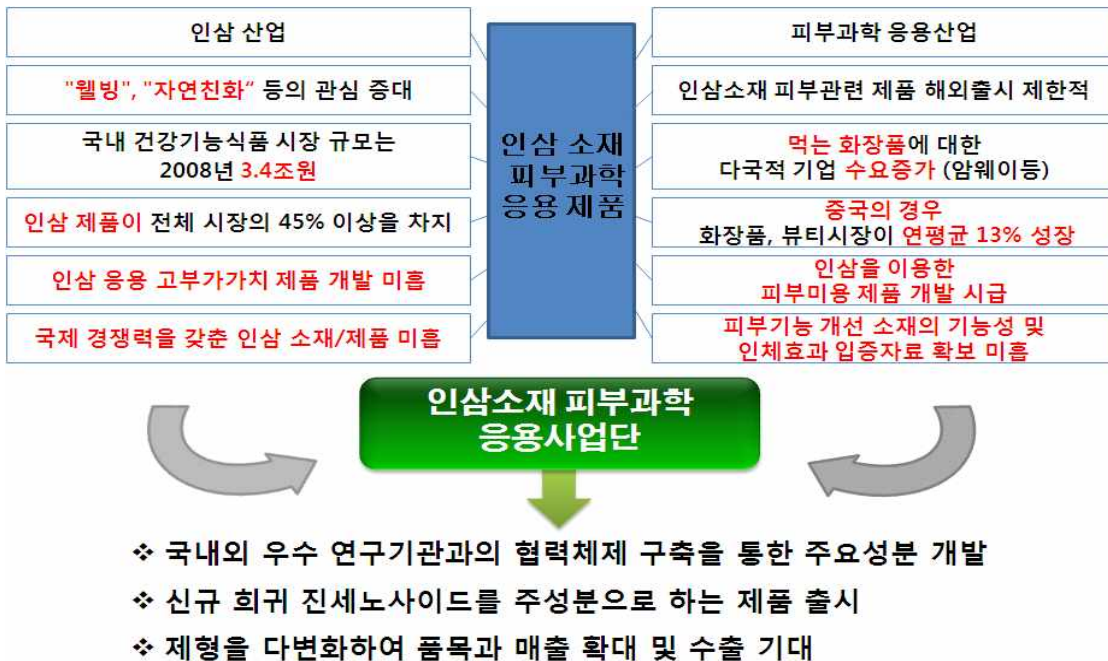 인삼 산업
"웰빙", "자연친화" 등의 관심 증대
국내 건강기능식품 시장 규모는
2008년 3.4조원
인삼 제품이 전체 시장의 45% 이상을 차지
인삼 응용 고부가가치 제품 개발 미흡
국제 경쟁력을 갖춘 인삼 소재/제품 미흡
인삼 소재
피부과학
응용 제품
피부과학 응용산업
인삼소재 피부관련 제품 해외출시 제한적
먹는 화장품에 대한
다국적 기업 수요증가 (암웨이등)
중국의 경우
화장품, 뷰티시장이 연평균 13% 성장
인삼을 이용한
피부미용 제품 개발 시급
피부기능 개선 소재의 기능성 및
인체효과 입증자료 확보 미흡
인삼소재 피부과학
응용사업단
❖ 국내외 우수 연구기관과의 협력체제 구축을 통한 주요성분 개발
❖ 신규 희귀 진세노사이드를 주성분으로 하는 제품 출시
❖ 제형을 다변화하여 품목과 매출 확대 및 수출 기대